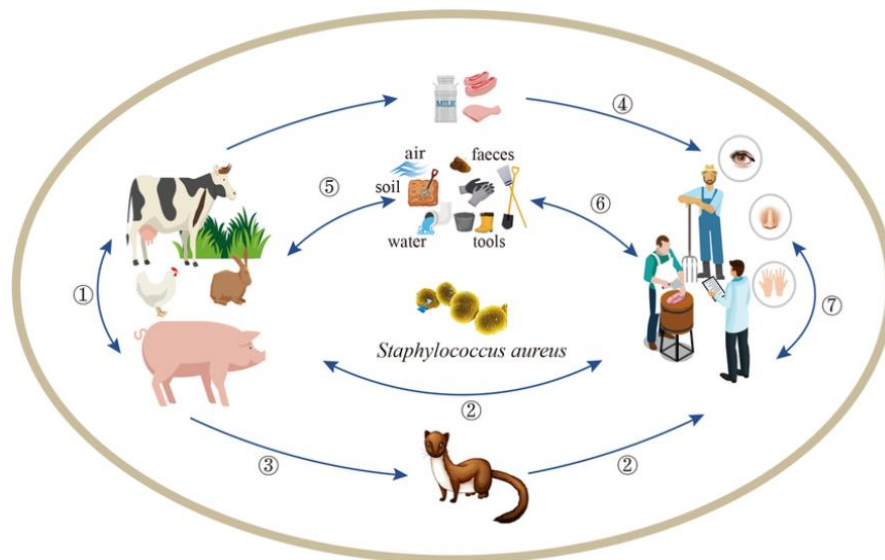 ④
MILK
air
faeces
⑤
soil
⑥
water
tools
①
⑦
Staphylococcus aureus
②
③
②